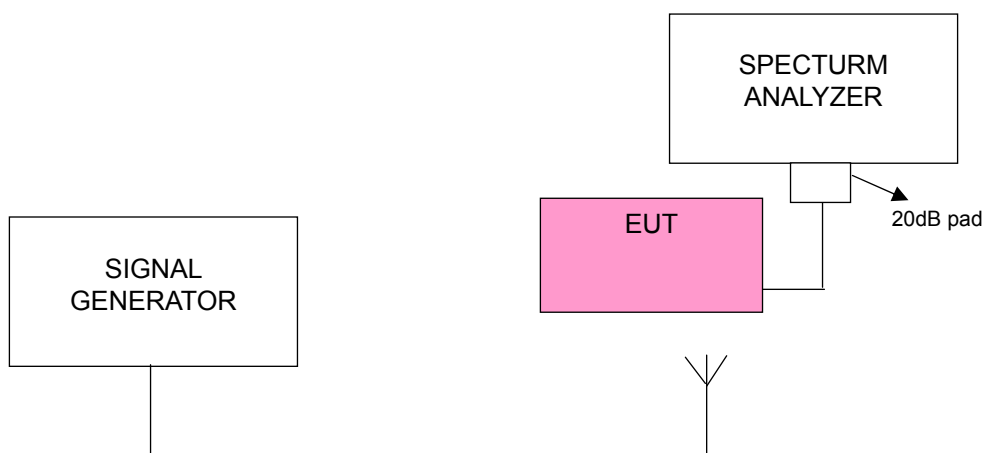 SPECTURM
ANALYZER
20dB pad
EUT
SIGNAL
GENERATOR